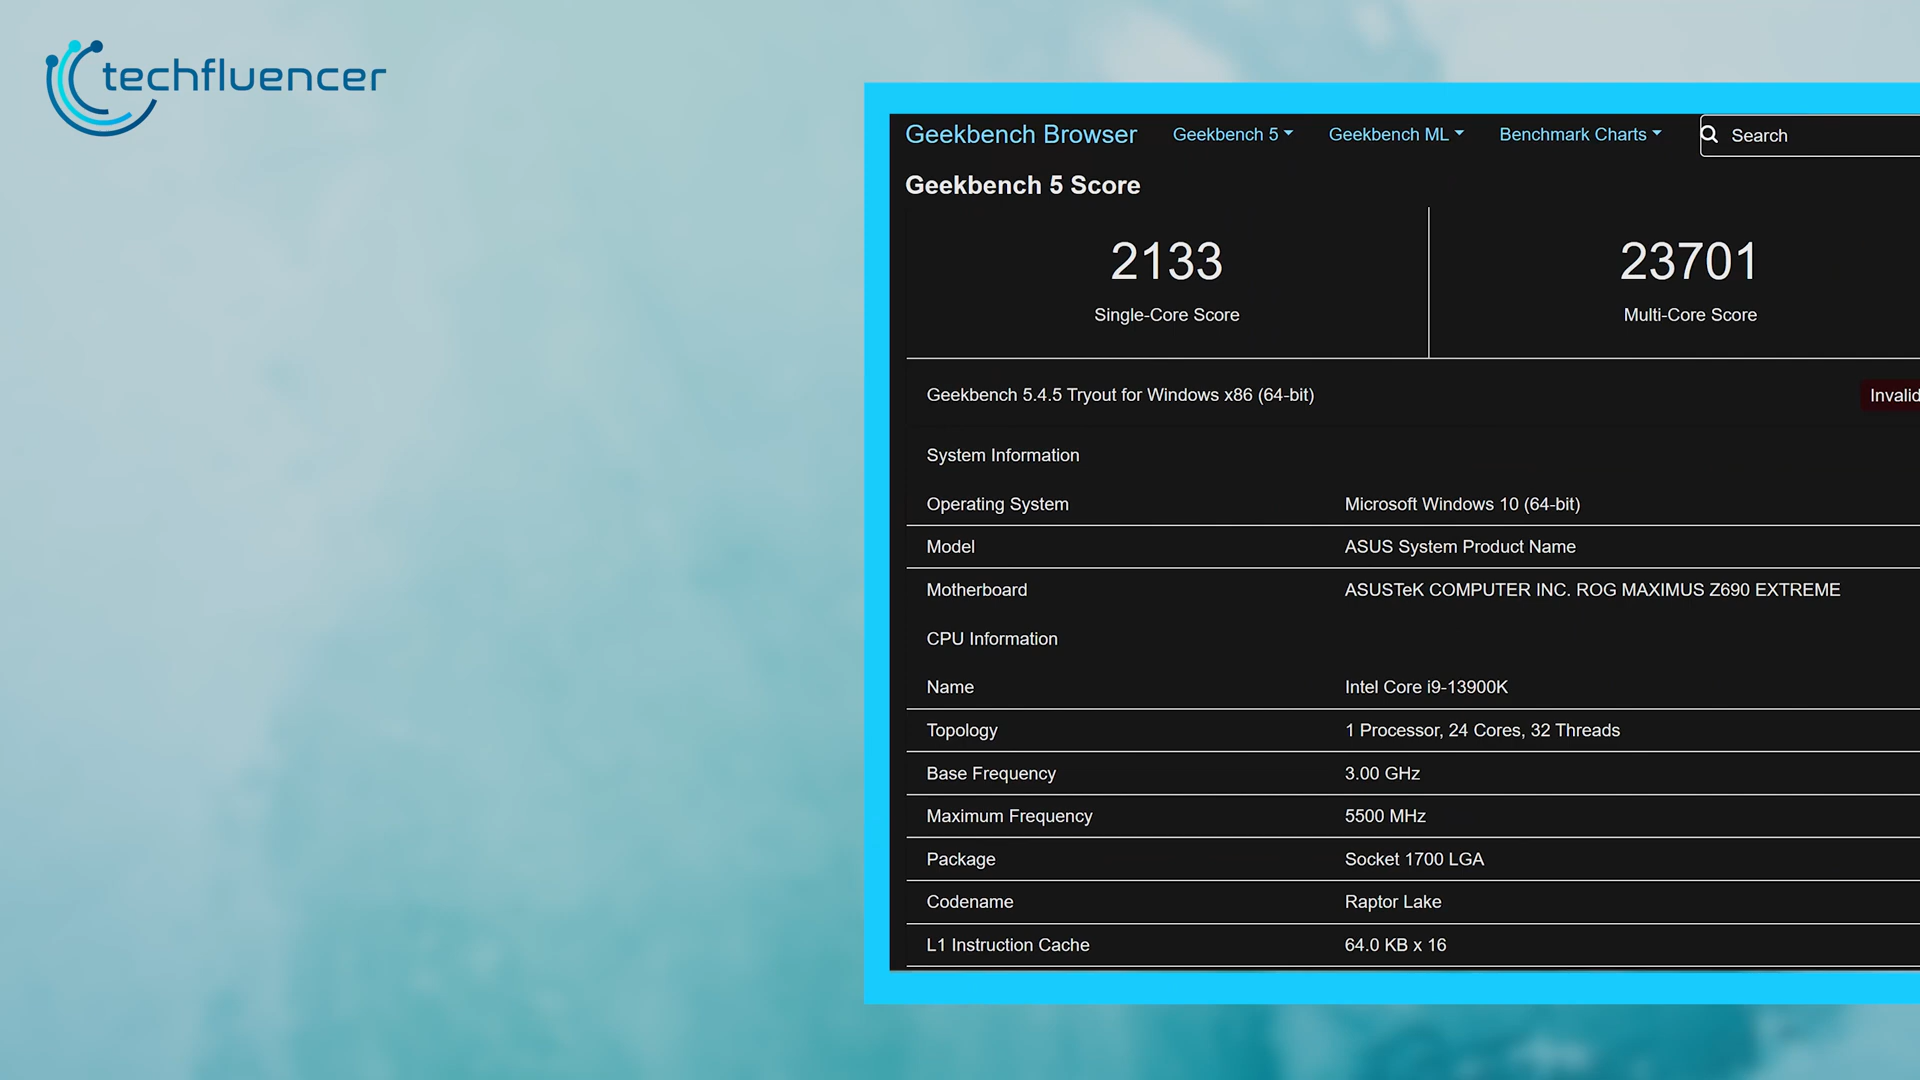 techfluencer
Geekbench Browser Geekbench 5 Geekbench ML Benchmark Charts Search
Geekbench 5 Score
2133 23701
Single-Core Score Multi-Core Score
Geekbench 5.4.5 Tryout for Windows x86 (64-bit) Invalid
System Information
Operating System Microsoft Windows 10 (64-bit)
Model ASUS System Product Name
Motherboard ASUSTeK COMPUTER INC. ROG MAXIMUS Z690 EXTREME
CPU Information
Name Intel Core i9-13900K
Topology 1 Processor, 24 Cores, 32 Threads
Base Frequency 3.00 GHz
Maximum Frequency 5500 MHz
Package Socket 1700 LGA
Codename Raptor Lake
L1 Instruction Cache 64.0 KB x 16